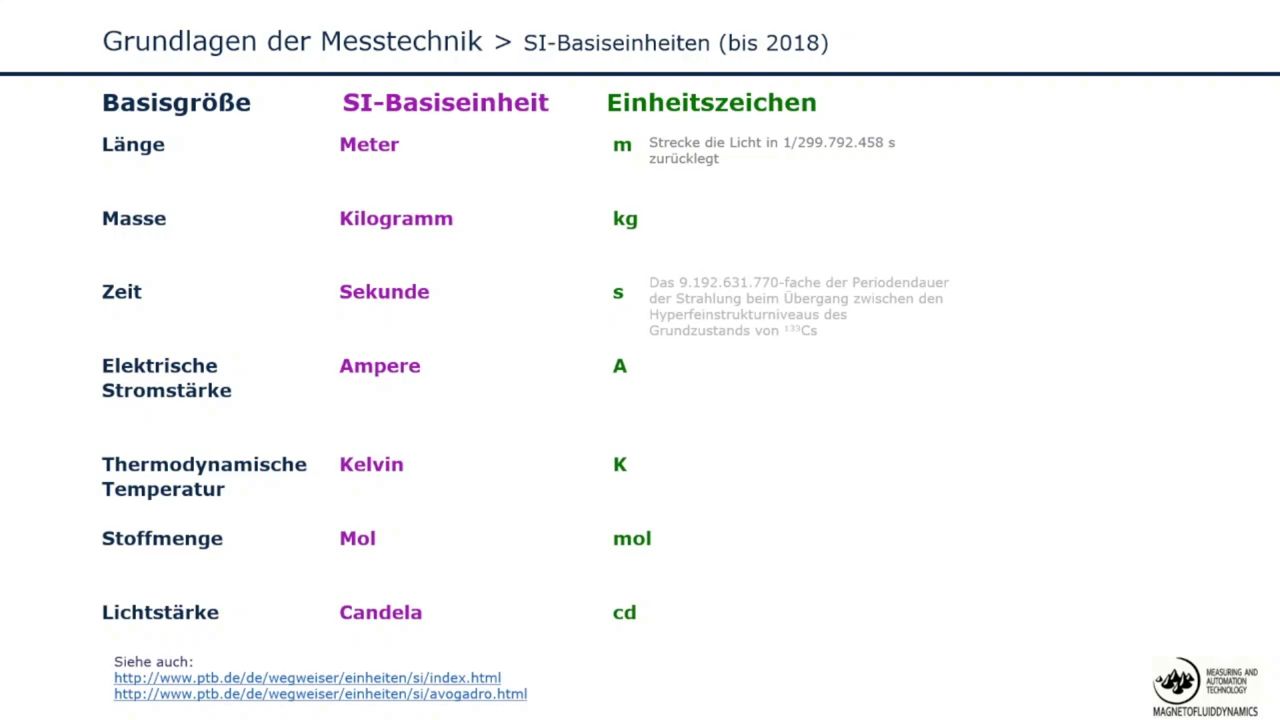 Grundlagen der Messtechnik > SI-Basiseinheiten (bis 2018)
Basisgröße SI-Basiseinheit Einheitszeichen
Länge Meter m Strecke die Licht in 1/299.792.458 s
zurücklegt
Masse Kilogramm kg
Zeit Sekunde s Das 9.192.631.770-fache der Periodendauer
der Strahlung beim Übergang zwischen den
Hyperfeinstrukturniveaus des
Grundzustands von ¹³³Cs
Elektrische Ampere A
Stromstärke
Thermodynamische Kelvin K
Temperatur
Stoffmenge Mol mol
Lichtstärke Candela cd
Siehe auch:
http://www.ptb.de/de/wegweiser/einheiten/si/index.html
http://www.ptb.de/de/wegweiser/einheiten/si/avogadro.html
MEASURING AND
AUTOMATION
TECHNOLOGY
MAGNETOFLUIDDYNAMICS